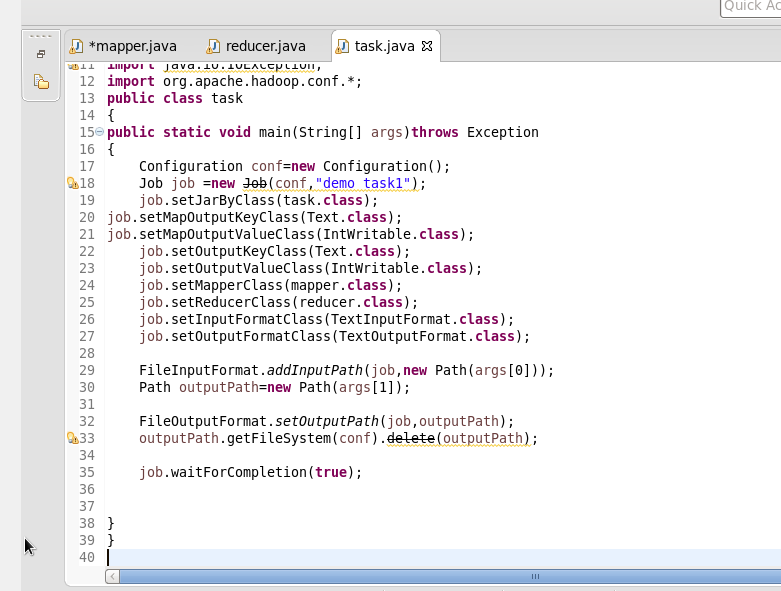 Quick Ac
*mapper.java reducer.java task.java
11 import java.io.IOException;
12 import org.apache.hadoop.conf.*;
13 public class task
14 {
15 public static void main(String[] args)throws Exception
16 {
17 Configuration conf=new Configuration();
18 Job job =new Job(conf,"demo task1");
19 job.setJarByClass(task.class);
20 job.setMapOutputKeyClass(Text.class);
21 job.setMapOutputValueClass(IntWritable.class);
22 job.setOutputKeyClass(Text.class);
23 job.setOutputValueClass(IntWritable.class);
24 job.setMapperClass(mapper.class);
25 job.setReducerClass(reducer.class);
26 job.setInputFormatClass(TextInputFormat.class);
27 job.setOutputFormatClass(TextOutputFormat.class);
28
29 FileInputFormat.addInputPath(job,new Path(args[0]));
30 Path outputPath=new Path(args[1]);
31
32 FileOutputFormat.setOutputPath(job,outputPath);
33 outputPath.getFileSystem(conf).delete(outputPath);
34
35 job.waitForCompletion(true);
36
37
38 }
39 }
40